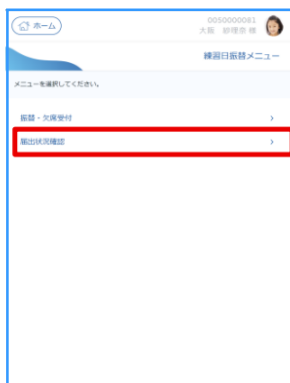 ホーム
0050000081
大阪 紗理奈 様
練習日振替メニュー
メニューを選択してください。
振替・欠席受付
届出状況確認